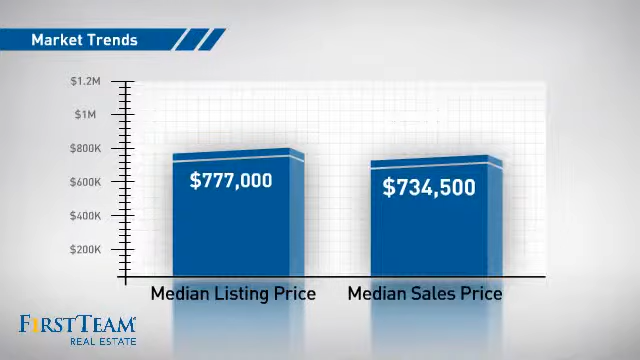 Market Trends
$1.2M
$1M
$800K
$600K
$400K
$200K
$777,000
$734,500
Median Listing Price
Median Sales Price
FIRSTTEAM®
REAL ESTATE